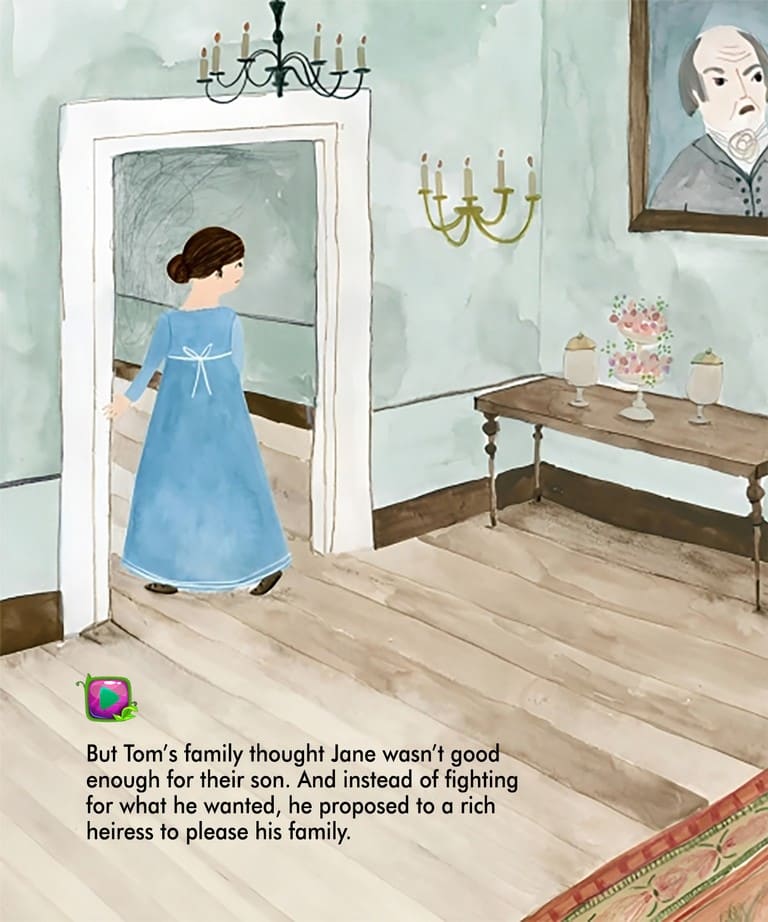 But Tom’s family thought Jane wasn’t good
enough for their son. And instead of fighting
for what he wanted, he proposed to a rich
heiress to please his family.